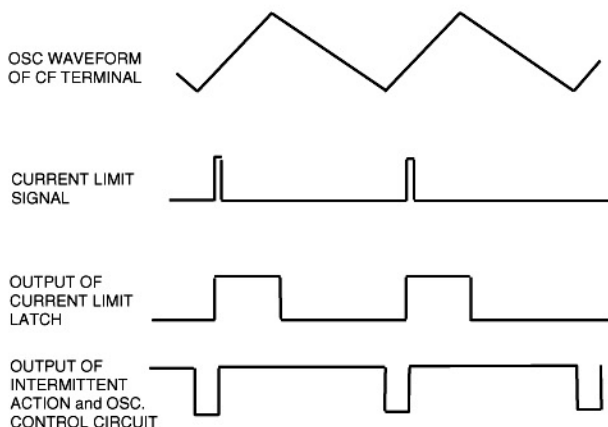 OSC WAVEFORM
OF CF TERMINAL
CURRENT LIMIT
SIGNAL
OUTPUT OF
CURRENT LIMIT
LATCH
OUTPUT OF
INTERMITTENT
ACTION and OSC.
CONTROL CIRCUIT